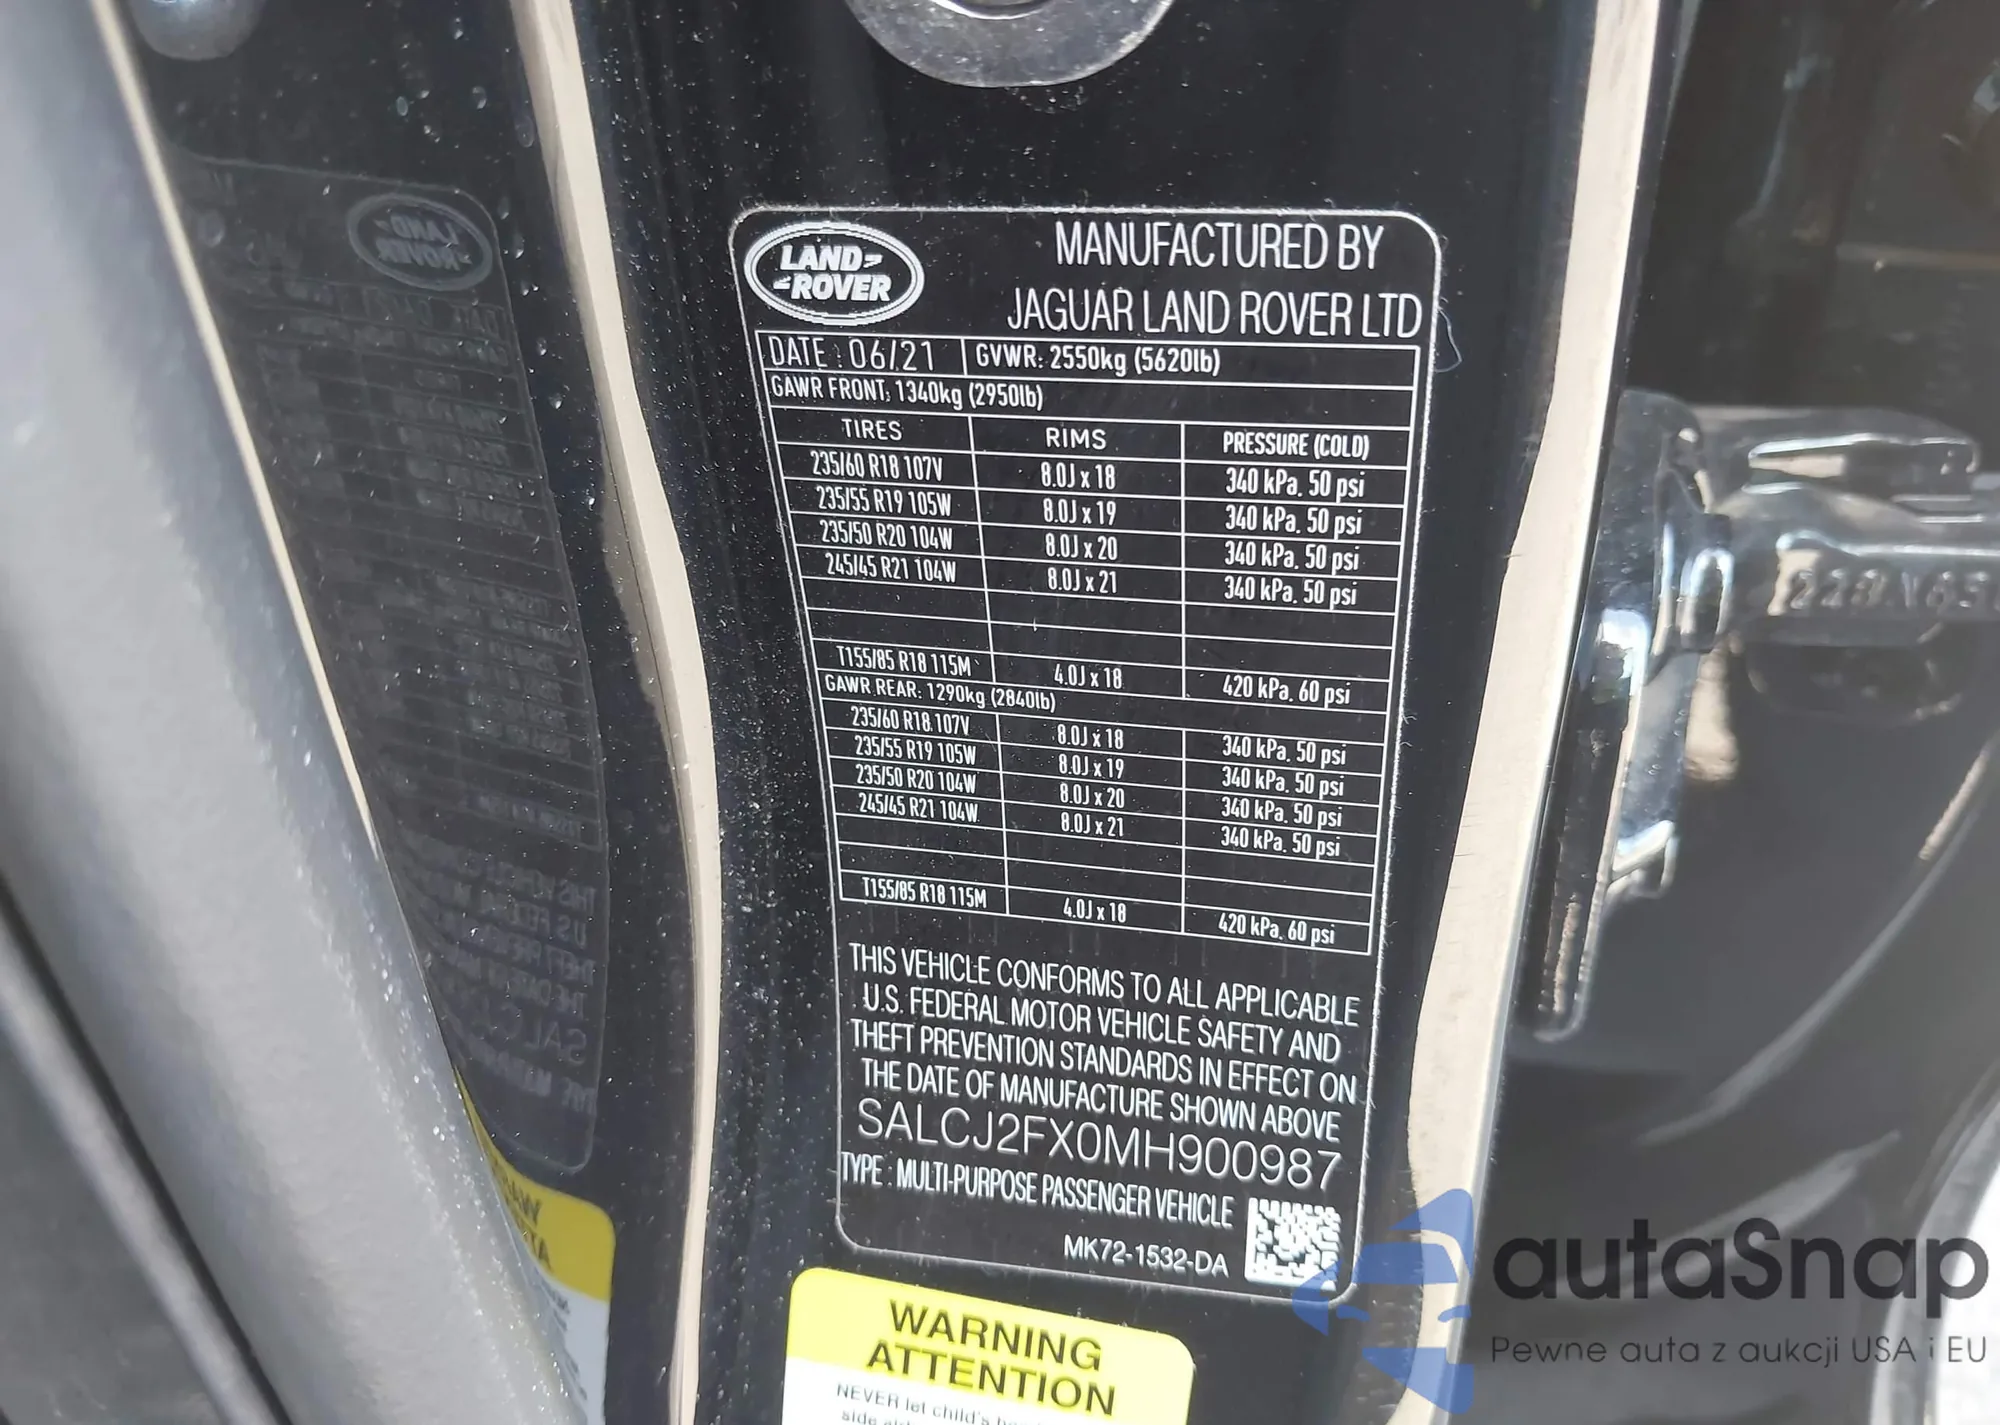 LAND-
-ROVER
MANUFACTURED BY
JAGUAR LAND ROVER LTD
DATE : 06/21 GVWR: 2550kg (5620lb)
GAWR FRONT: 1340kg (2950lb)
TIRES RIMS PRESSURE (COLD)
235/60 R18 107V 8.0J x 18 340 kPa. 50 psi
235/55 R19 105W 8.0J x 19 340 kPa. 50 psi
235/50 R20 104W 8.0J x 20 340 kPa. 50 psi
245/45 R21 104W 8.0J x 21 340 kPa. 50 psi
T155/85 R18 115M 4.0J x 18 420 kPa. 60 psi
GAWR REAR: 1290kg (2840lb)
235/60 R18 107V 8.0J x 18 340 kPa. 50 psi
235/55 R19 105W 8.0J x 19 340 kPa. 50 psi
235/50 R20 104W 8.0J x 20 340 kPa. 50 psi
245/45 R21 104W 8.0J x 21 340 kPa. 50 psi
T155/85 R18 115M 4.0J x 18 420 kPa. 60 psi
THIS VEHICLE CONFORMS TO ALL APPLICABLE
U.S. FEDERAL MOTOR VEHICLE SAFETY AND
THEFT PREVENTION STANDARDS IN EFFECT ON
THE DATE OF MANUFACTURE SHOWN ABOVE
SALCJ2FX0MH900987
TYPE : MULTI-PURPOSE PASSENGER VEHICLE
MK72-1532-DA
WARNING
ATTENTION
NEVER let child's
side
autaSnap
Pewne auta z aukcji USA i EU